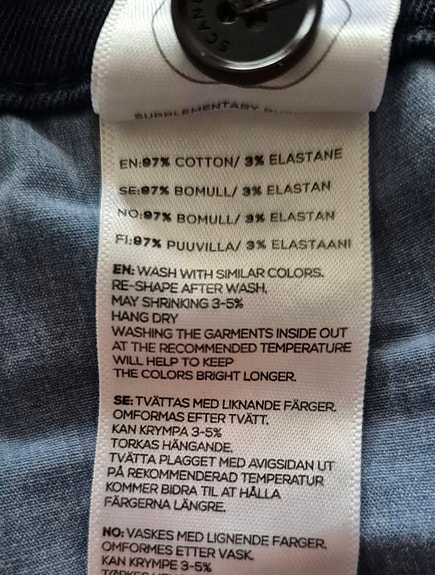 SCAN
SUPPLEMENTARY
EN:97% COTTON/ 3% ELASTANE
SE:97% BOMULL/ 3% ELASTAN
NO:97% BOMULL/ 3% ELASTAN
FI:97% PUUVILLA/ 3% ELASTAANI
EN: WASH WITH SIMILAR COLORS.
RE-SHAPE AFTER WASH,
MAY SHRINKING 3-5%
HANG DRY
WASHING THE GARMENTS INSIDE OUT
AT THE RECOMMENDED TEMPERATURE
WILL HELP TO KEEP
THE COLORS BRIGHT LONGER.
SE: TVÄTTAS MED LIKNANDE FÄRGER.
OMFORMAS EFTER TVÄTT.
KAN KRYMPA 3-5%
TORKAS HÄNGANDE.
TVÄTTA PLAGGET MED AVIGSIDAN UT
PÅ REKOMMENDERAD TEMPERATUR
KOMMER BIDRA TIL AT HÅLLA
FÄRGERNA LÄNGRE.
NO: VASKES MED LIGNENDE FARGER.
OMFORMES ETTER VASK.
KAN KRYMPA 3-5%